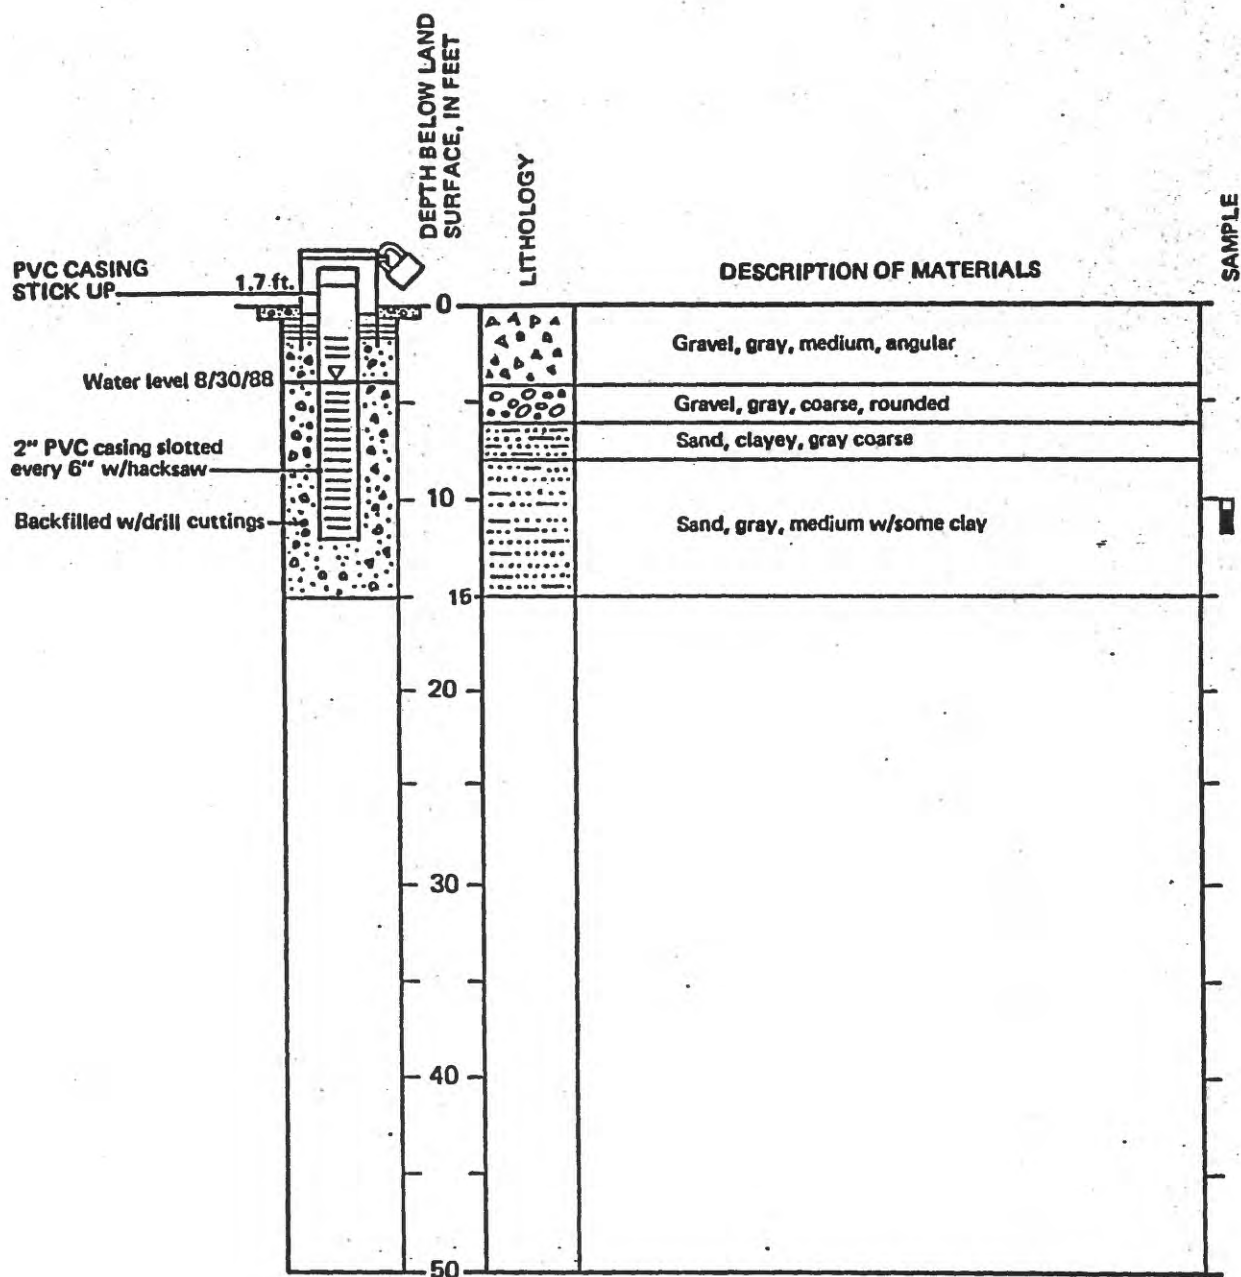 DEPTH BELOW LAND
SURFACE, IN FEET
LITHOLOGY
DESCRIPTION OF MATERIALS
SAMPLE
PVC CASING
STICK UP
1.7 ft.
0
Gravel, gray, medium, angular
Water level 8/30/88
Gravel, gray, coarse, rounded
Sand, clayey, gray coarse
2" PVC casing slotted
every 6" w/hacksaw
10
Backfilled w/drill cuttings
Sand, gray, medium w/some clay
15
20
30
40
50